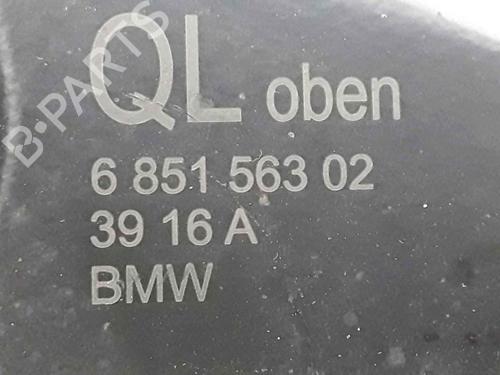 QL oben
6 851 563 02
39 16 A
BMW
B-PARTS